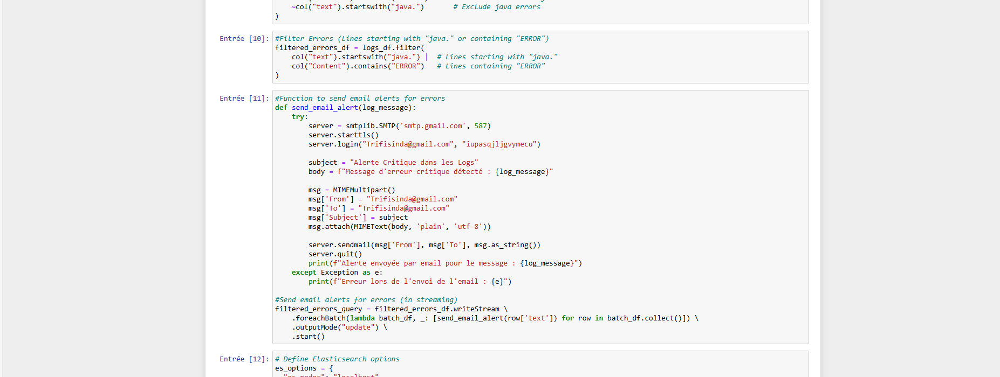 ~col("text").startswith("java.")       # Exclude java errors
)
Entrée [10]: #Filter Errors (Lines starting with "java." or containing "ERROR")
filtered_errors_df = logs_df.filter(
    col("text").startswith("java.") |  # Lines starting with "java."
    col("Content").contains("ERROR")   # Lines containing "ERROR"
)
Entrée [11]: #Function to send email alerts for errors
def send_email_alert(log_message):
    try:
        server = smtplib.SMTP('smtp.gmail.com', 587)
        server.starttls()
        server.login("Trifisinda@gmail.com", "iupasqjljgvymecu")
        subject = "Alerte Critique dans les Logs"
        body = f"Message d'erreur critique détecté : {log_message}"
        msg = MIMEMultipart()
        msg['From'] = "Trifisinda@gmail.com"
        msg['To'] = "Trifisinda@gmail.com"
        msg['Subject'] = subject
        msg.attach(MIMEText(body, 'plain', 'utf-8'))
        server.sendmail(msg['From'], msg['To'], msg.as_string())
        server.quit()
        print(f"Alerte envoyée par email pour le message : {log_message}")
    except Exception as e:
        print(f"Erreur lors de l'envoi de l'email : {e}")
#Send email alerts for errors (in streaming)
filtered_errors_query = filtered_errors_df.writeStream \
    .foreachBatch(lambda batch_df, _: [send_email_alert(row['text']) for row in batch_df.collect()]) \
    .outputMode("update") \
    .start()
Entrée [12]: # Define Elasticsearch options
es_options = {
  "es.nodes": "localhost"